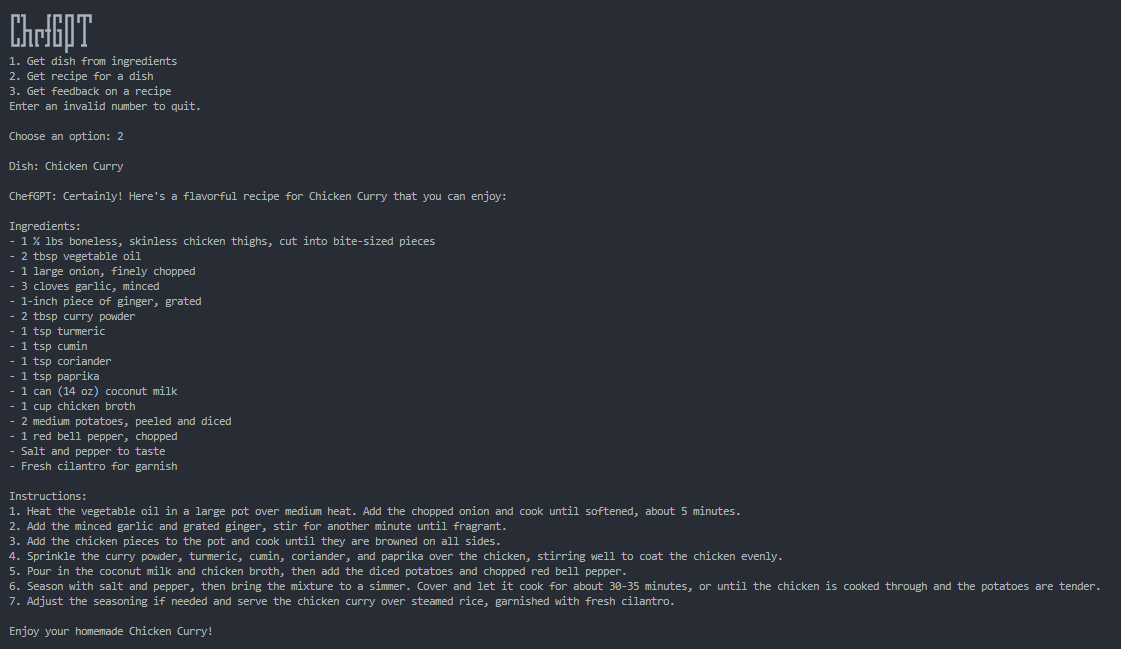 ChefGPT
1. Get dish from ingredients
2. Get recipe for a dish
3. Get feedback on a recipe
Enter an invalid number to quit.
Choose an option: 2
Dish: Chicken Curry
ChefGPT: Certainly! Here's a flavorful recipe for Chicken Curry that you can enjoy:
Ingredients:
- 1 ½ lbs boneless, skinless chicken thighs, cut into bite-sized pieces
- 2 tbsp vegetable oil
- 1 large onion, finely chopped
- 3 cloves garlic, minced
- 1-inch piece of ginger, grated
- 2 tbsp curry powder
- 1 tsp turmeric
- 1 tsp cumin
- 1 tsp coriander
- 1 tsp paprika
- 1 can (14 oz) coconut milk
- 1 cup chicken broth
- 2 medium potatoes, peeled and diced
- 1 red bell pepper, chopped
- Salt and pepper to taste
- Fresh cilantro for garnish
Instructions:
1. Heat the vegetable oil in a large pot over medium heat. Add the chopped onion and cook until softened, about 5 minutes.
2. Add the minced garlic and grated ginger, stir for another minute until fragrant.
3. Add the chicken pieces to the pot and cook until they are browned on all sides.
4. Sprinkle the curry powder, turmeric, cumin, coriander, and paprika over the chicken, stirring well to coat the chicken evenly.
5. Pour in the coconut milk and chicken broth, then add the diced potatoes and chopped red bell pepper.
6. Season with salt and pepper, then bring the mixture to a simmer. Cover and let it cook for about 30-35 minutes, or until the chicken is cooked through and the potatoes are tender.
7. Adjust the seasoning if needed and serve the chicken curry over steamed rice, garnished with fresh cilantro.
Enjoy your homemade Chicken Curry!